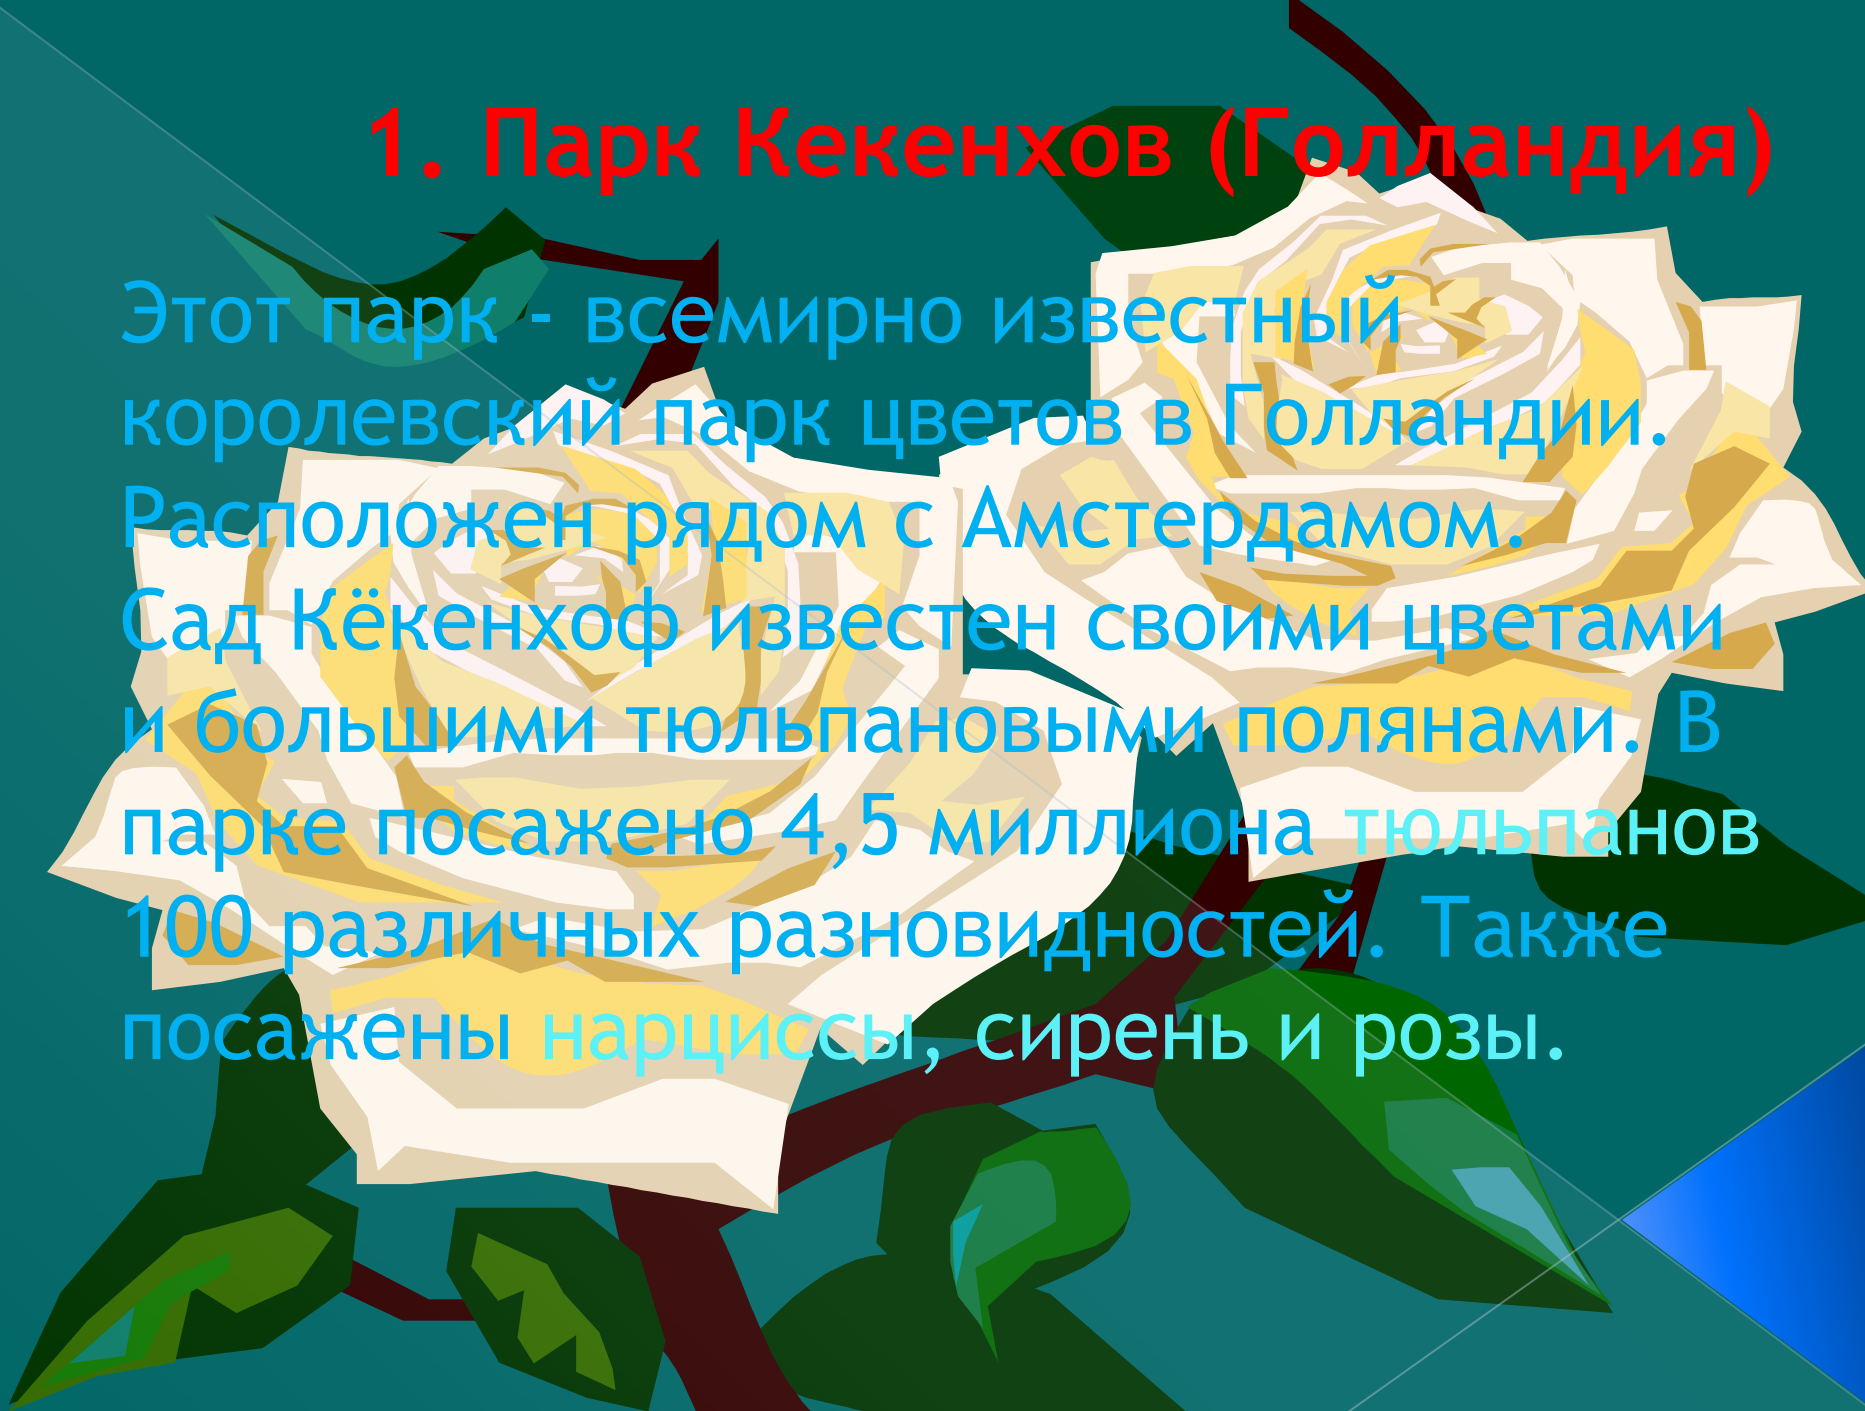 1. Парк Кекенхов (Голландия)
Этот парк - всемирно известный
королевский парк цветов в Голландии.
Расположен рядом с Амстердамом.
Сад Кёкенхоф известен своими цветами
и большими тюльпановыми полянами. В
парке посажено 4,5 миллиона тюльпанов
100 различных разновидностей. Также
посажены нарциссы, сирень и розы.